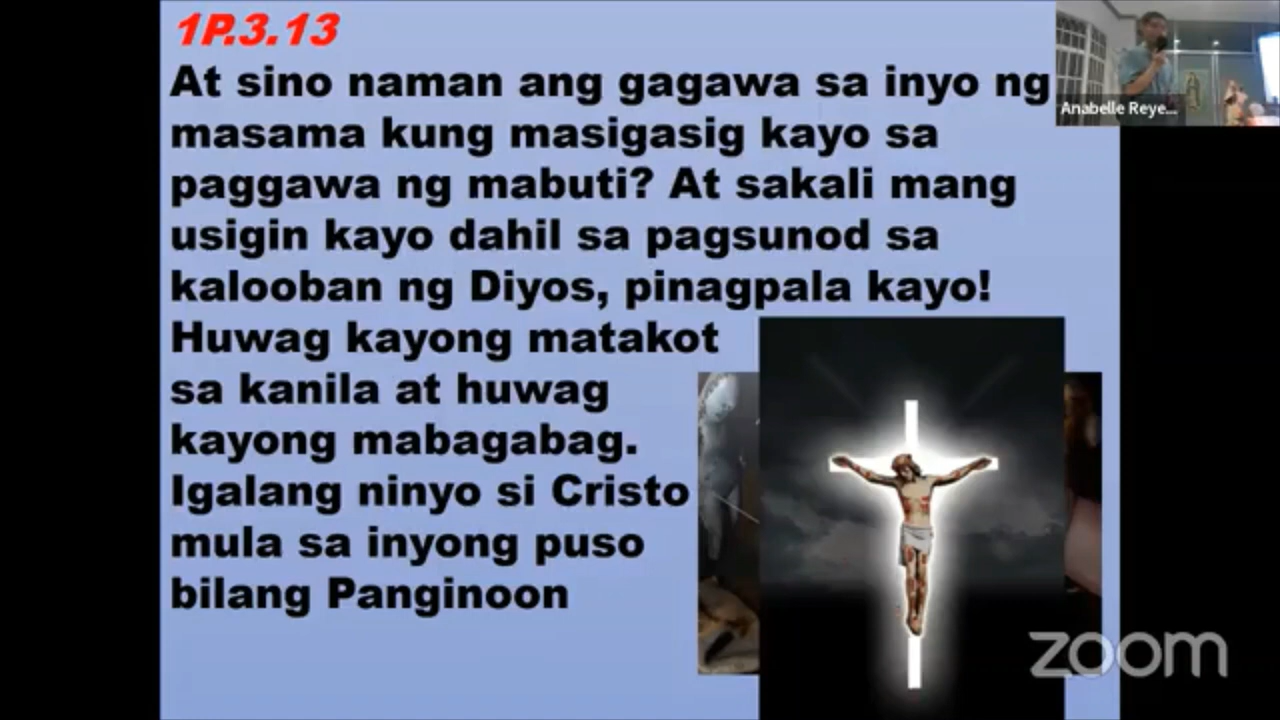 1P.3.13
At sino naman ang gagawa sa inyo ng
masama kung masigasig kayo sa
paggawa ng mabuti? At sakali mang
usigin kayo dahil sa pagsunod sa
kalooban ng Diyos, pinagpala kayo!
Huwag kayong matakot
sa kanila at huwag
kayong mabagabag.
Igalang ninyo si Cristo
mula sa inyong puso
bilang Panginoon
Anabelle Reye...
zoom